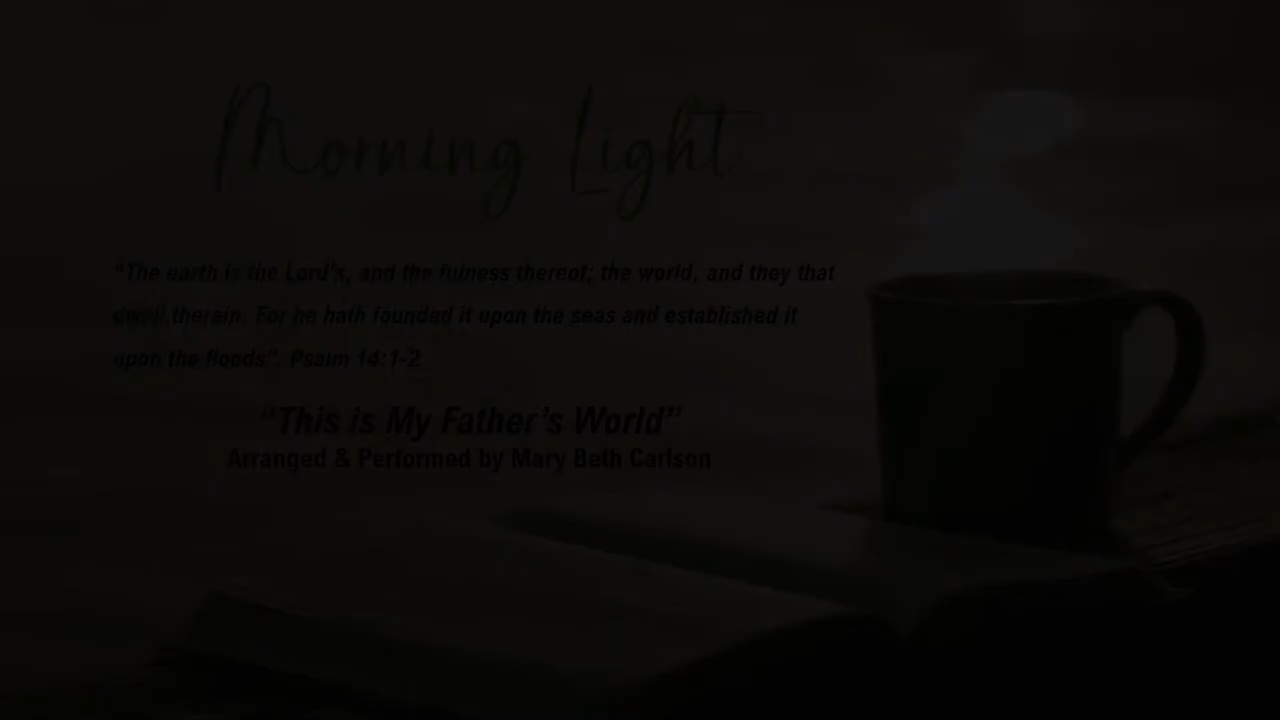 Morning Light
“The earth is the Lord’s, and the fulness thereof; the world, and they that
dwell therein. For he hath founded it upon the seas and established it
upon the floods”. Psalm 14:1-2
“This is My Father’s World”
Arranged & Performed by Mary Beth Carlson